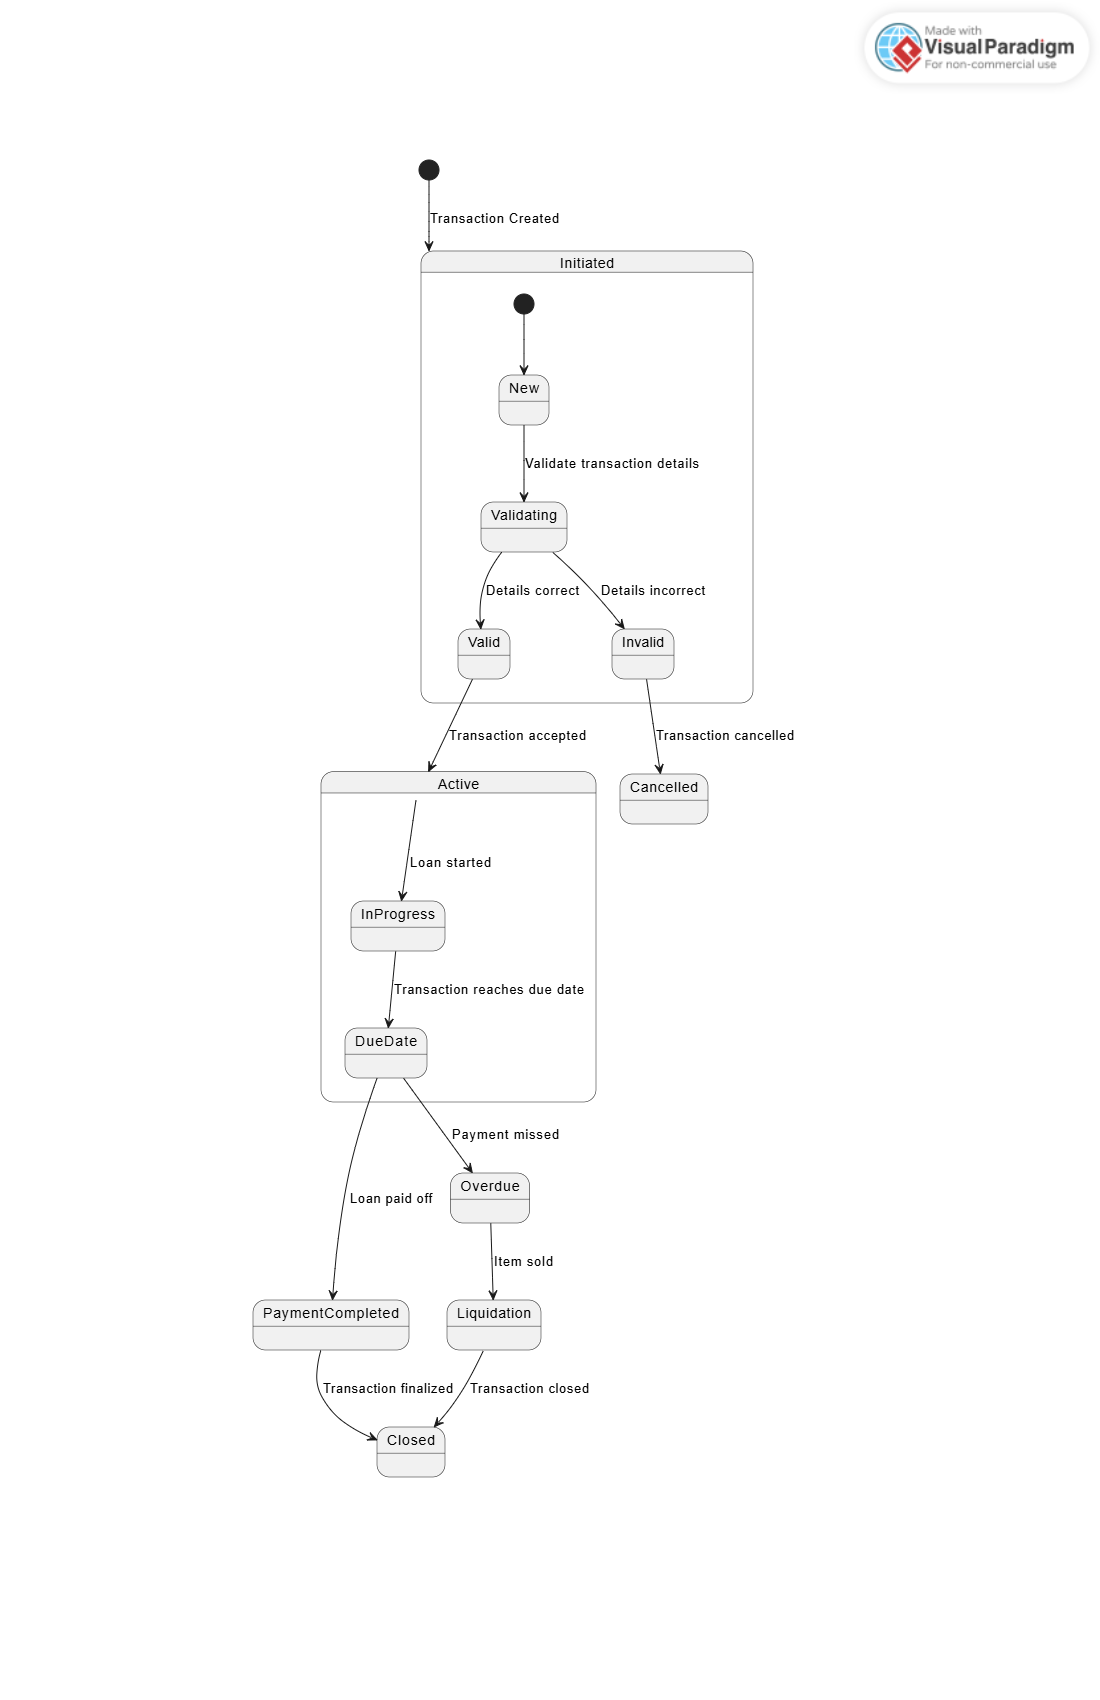 Made with
Visual Paradigm
For non-commercial use
Transaction Created
Initiated
New
Validate transaction details
Validating
Details correct
Details incorrect
Valid
Invalid
Transaction accepted
Transaction cancelled
Active
Cancelled
Loan started
InProgress
Transaction reaches due date
DueDate
Payment missed
Overdue
Loan paid off
Item sold
PaymentCompleted
Liquidation
Transaction finalized
Transaction closed
Closed